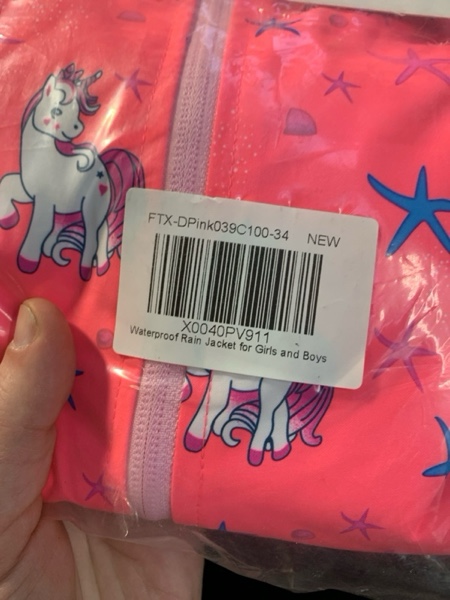 FTX-DPink039C100-34 NEW
X0040PV911
Waterproof Rain Jacket for Girls and Boys